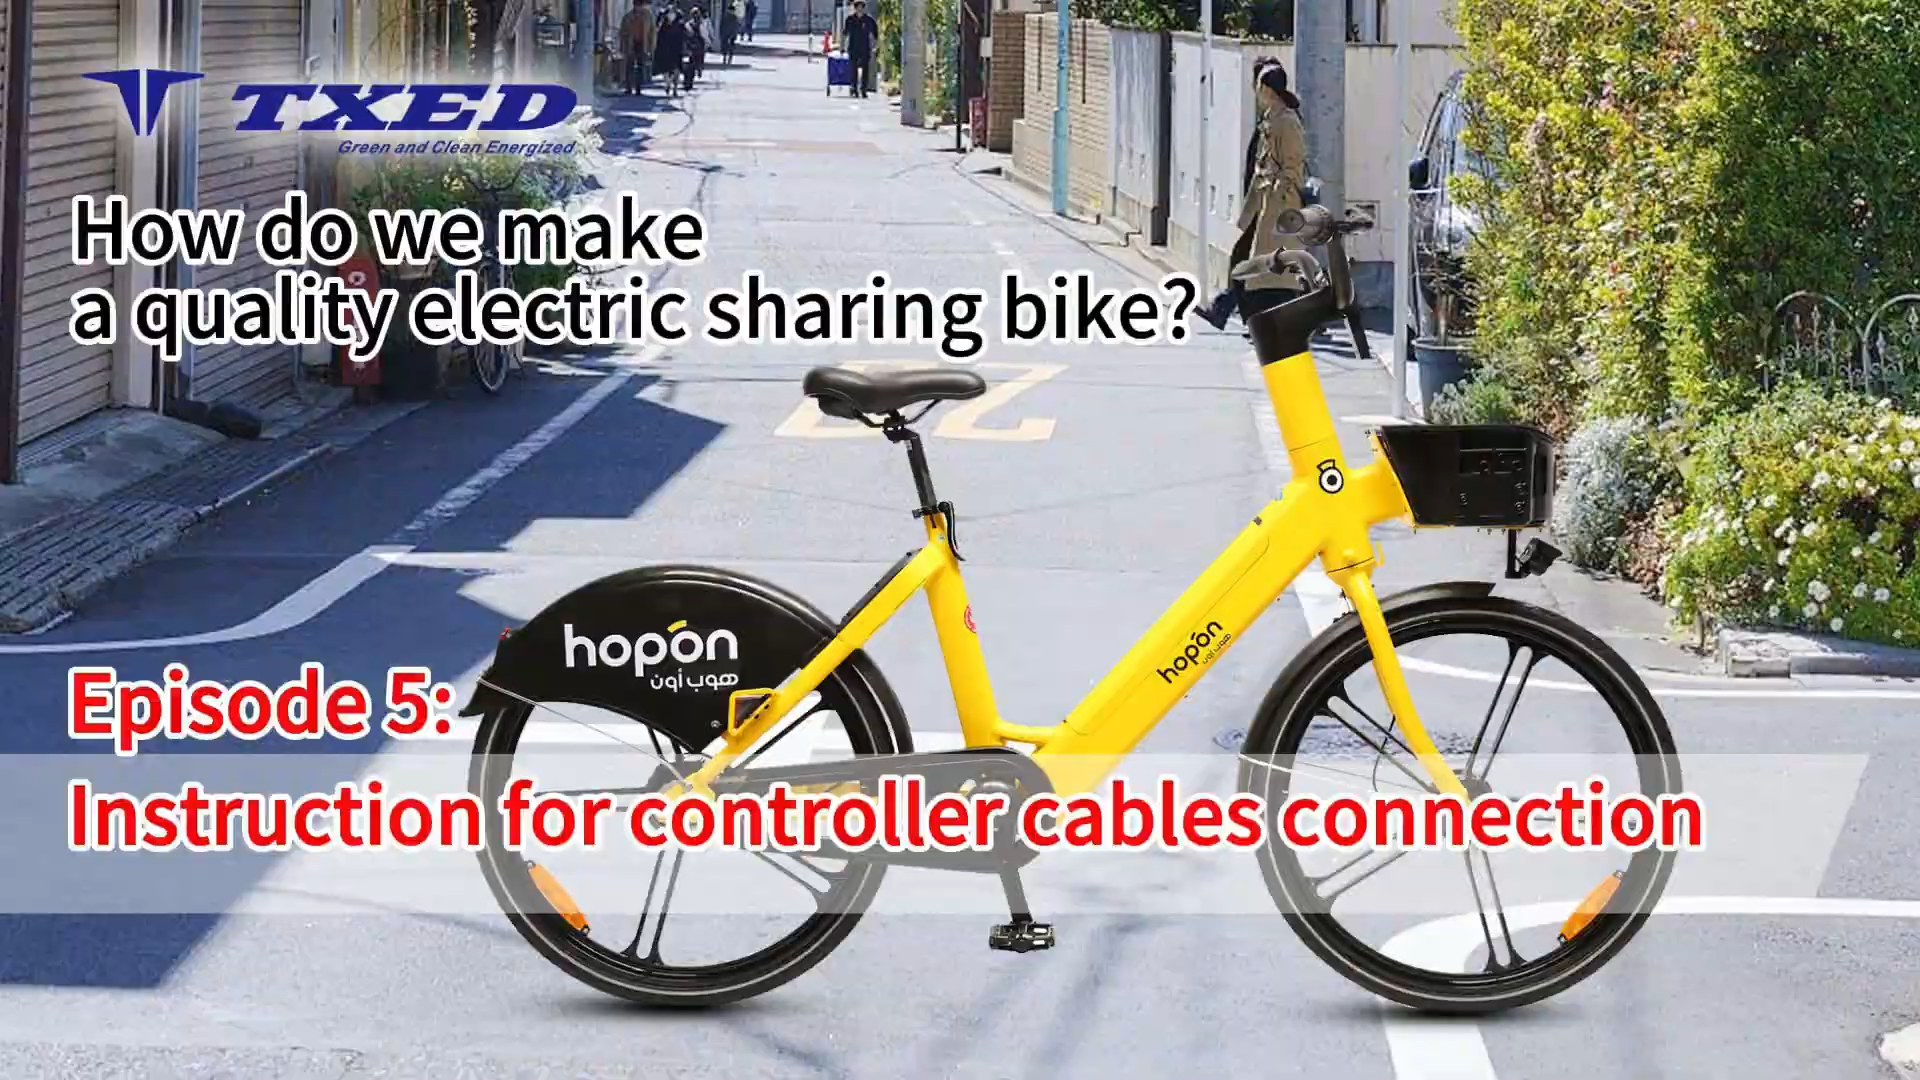 TXED
Green and Clean Energized
How do we make
a quality electric sharing bike?
hopon
هوب أون
hopon
هوب أون
Episode 5:
Instruction for controller cables connection